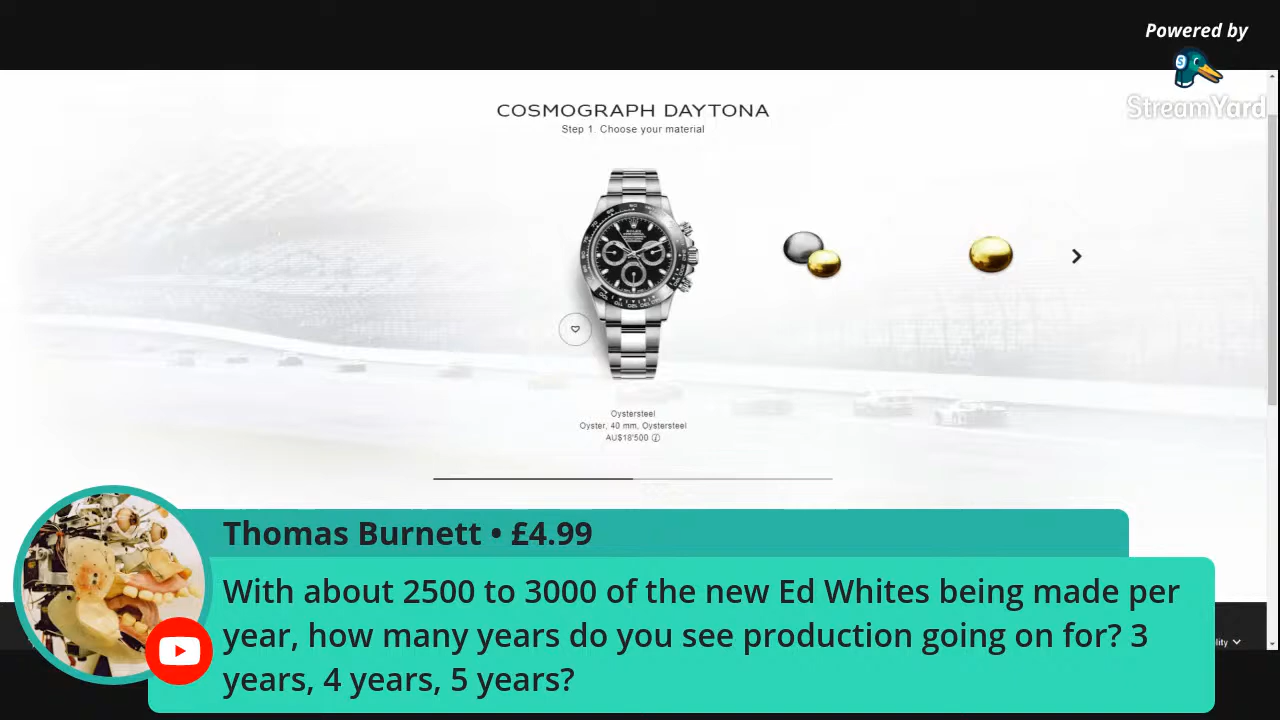 Powered by
StreamYard
COSMOGRAPH DAYTONA
Step 1. Choose your material
ROLEX
Oystersteel
Oyster, 40 mm, Oystersteel
AU$18'500
Thomas Burnett • £4.99
With about 2500 to 3000 of the new Ed Whites being made per
year, how many years do you see production going on for? 3
years, 4 years, 5 years?